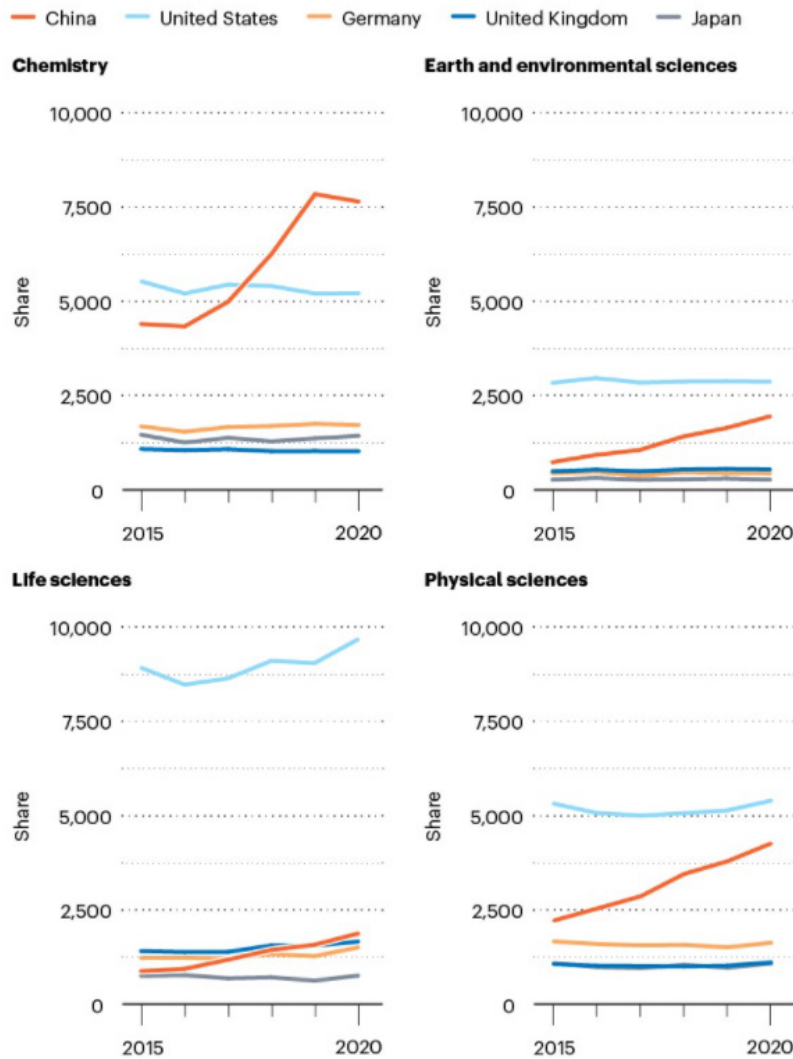 China United States Germany United Kingdom Japan
Chemistry
10,000
7,500
5,000
2,500
0
Share
2015 2020
Earth and environmental sciences
10,000
7,500
5,000
2,500
0
Share
2015 2020
Life sciences
10,000
7,500
5,000
2,500
0
Share
2015 2020
Physical sciences
10,000
7,500
5,000
2,500
0
Share
2015 2020